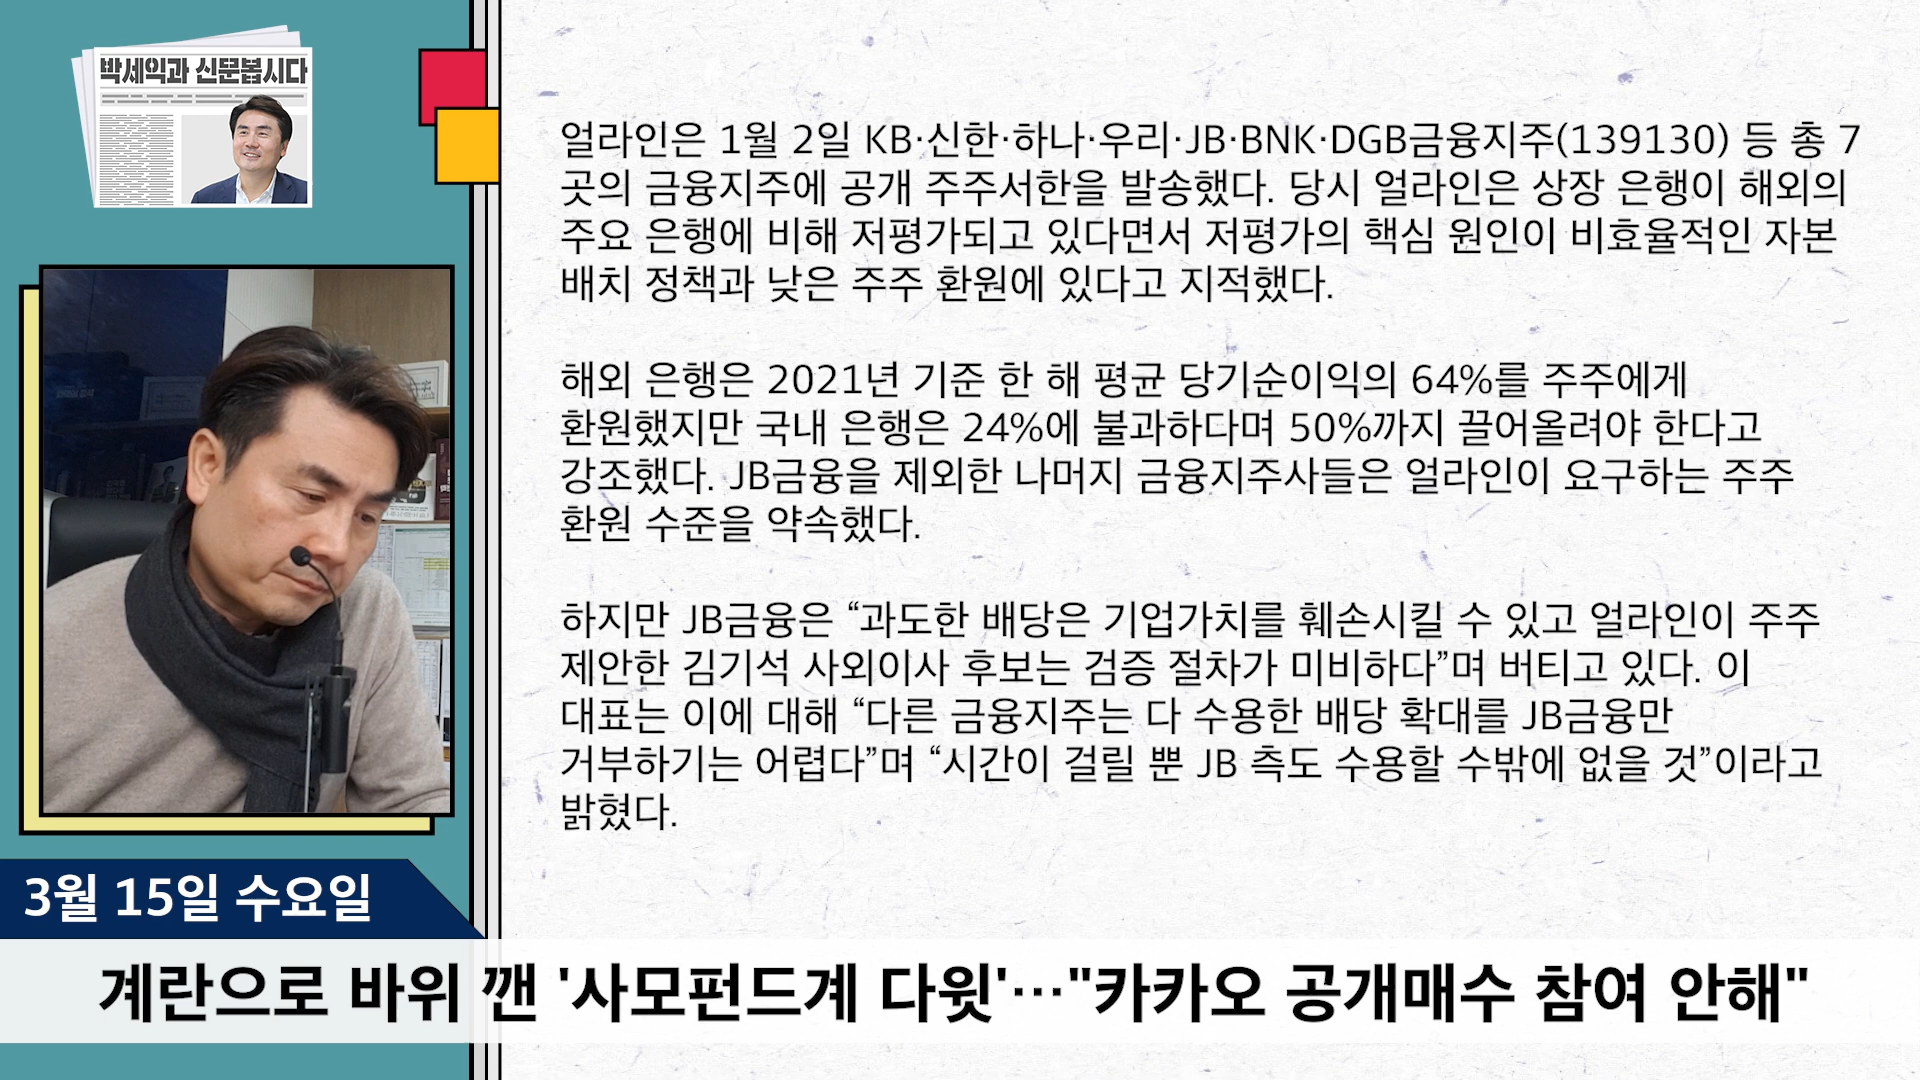 박세익과 신문봅시다
얼라인은 1월 2일 KB·신한·하나·우리·JB·BNK·DGB금융지주(139130) 등 총 7
곳의 금융지주에 공개 주주서한을 발송했다. 당시 얼라인은 상장 은행이 해외의
주요 은행에 비해 저평가되고 있다면서 저평가의 핵심 원인이 비효율적인 자본
배치 정책과 낮은 주주 환원에 있다고 지적했다.
해외 은행은 2021년 기준 한 해 평균 당기순이익의 64%를 주주에게
환원했지만 국내 은행은 24%에 불과하다며 50%까지 끌어올려야 한다고
강조했다. JB금융을 제외한 나머지 금융지주사들은 얼라인이 요구하는 주주
환원 수준을 약속했다.
하지만 JB금융은 “과도한 배당은 기업가치를 훼손시킬 수 있고 얼라인이 주주
제안한 김기석 사외이사 후보는 검증 절차가 미비하다”며 버티고 있다. 이
대표는 이에 대해 “다른 금융지주는 다 수용한 배당 확대를 JB금융만
거부하기는 어렵다”며 “시간이 걸릴 뿐 JB 측도 수용할 수밖에 없을 것”이라고
밝혔다.
3월 15일 수요일
계란으로 바위 깬 '사모펀드계 다윗'…"카카오 공개매수 참여 안해"